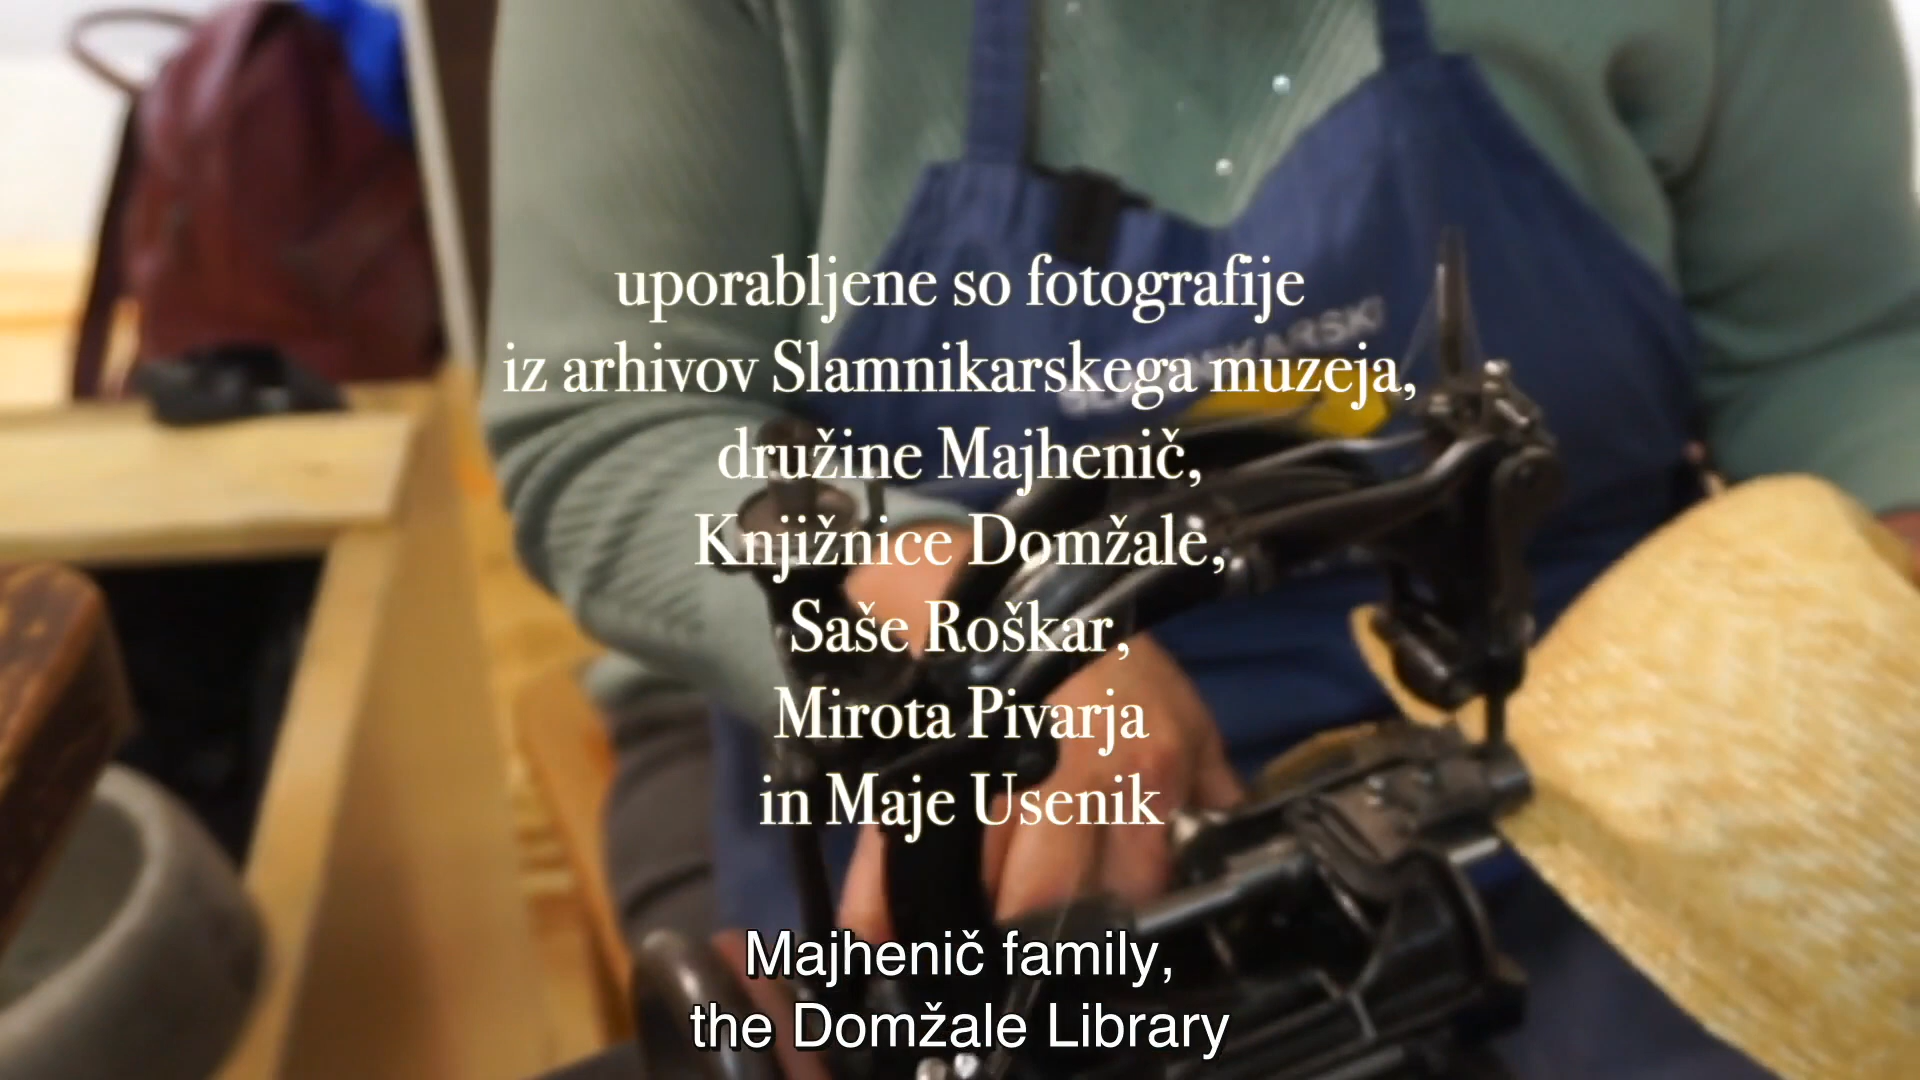 uporabljene so fotografije
iz arhivov Slamnikarskega muzeja,
družine Majhenič,
Knjižnice Domžale,
Saše Roškar,
Mirota Pivarja
in Maje Usenik
Majhenič family,
the Domžale Library